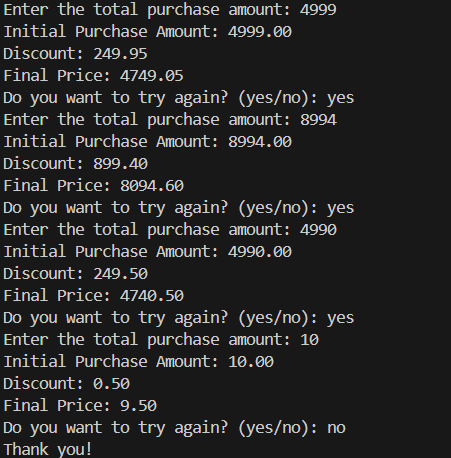 Enter the total purchase amount: 4999
Initial Purchase Amount: 4999.00
Discount: 249.95
Final Price: 4749.05
Do you want to try again? (yes/no): yes
Enter the total purchase amount: 8994
Initial Purchase Amount: 8994.00
Discount: 899.40
Final Price: 8094.60
Do you want to try again? (yes/no): yes
Enter the total purchase amount: 4990
Initial Purchase Amount: 4990.00
Discount: 249.50
Final Price: 4740.50
Do you want to try again? (yes/no): yes
Enter the total purchase amount: 10
Initial Purchase Amount: 10.00
Discount: 0.50
Final Price: 9.50
Do you want to try again? (yes/no): no
Thank you!